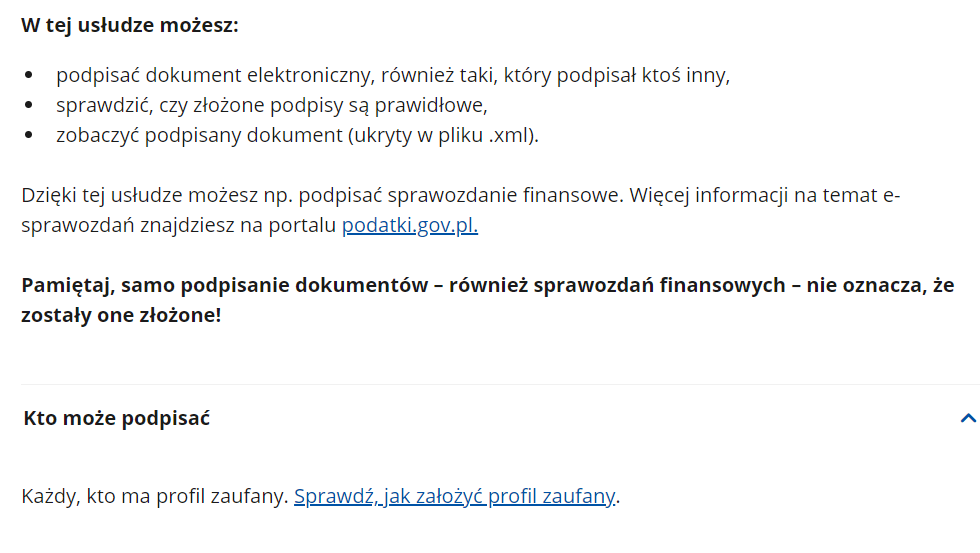 W tej usłudze możesz:
• podpisać dokument elektroniczny, również taki, który podpisał ktoś inny,
• sprawdzić, czy złożone podpisy są prawidłowe,
• zobaczyć podpisany dokument (ukryty w pliku .xml).
Dzięki tej usłudze możesz np. podpisać sprawozdanie finansowe. Więcej informacji na temat e-
sprawozdań znajdziesz na portalu podatki.gov.pl.
Pamiętaj, samo podpisanie dokumentów – również sprawozdań finansowych – nie oznacza, że
zostały one złożone!
Kto może podpisać
Każdy, kto ma profil zaufany. Sprawdź, jak założyć profil zaufany.